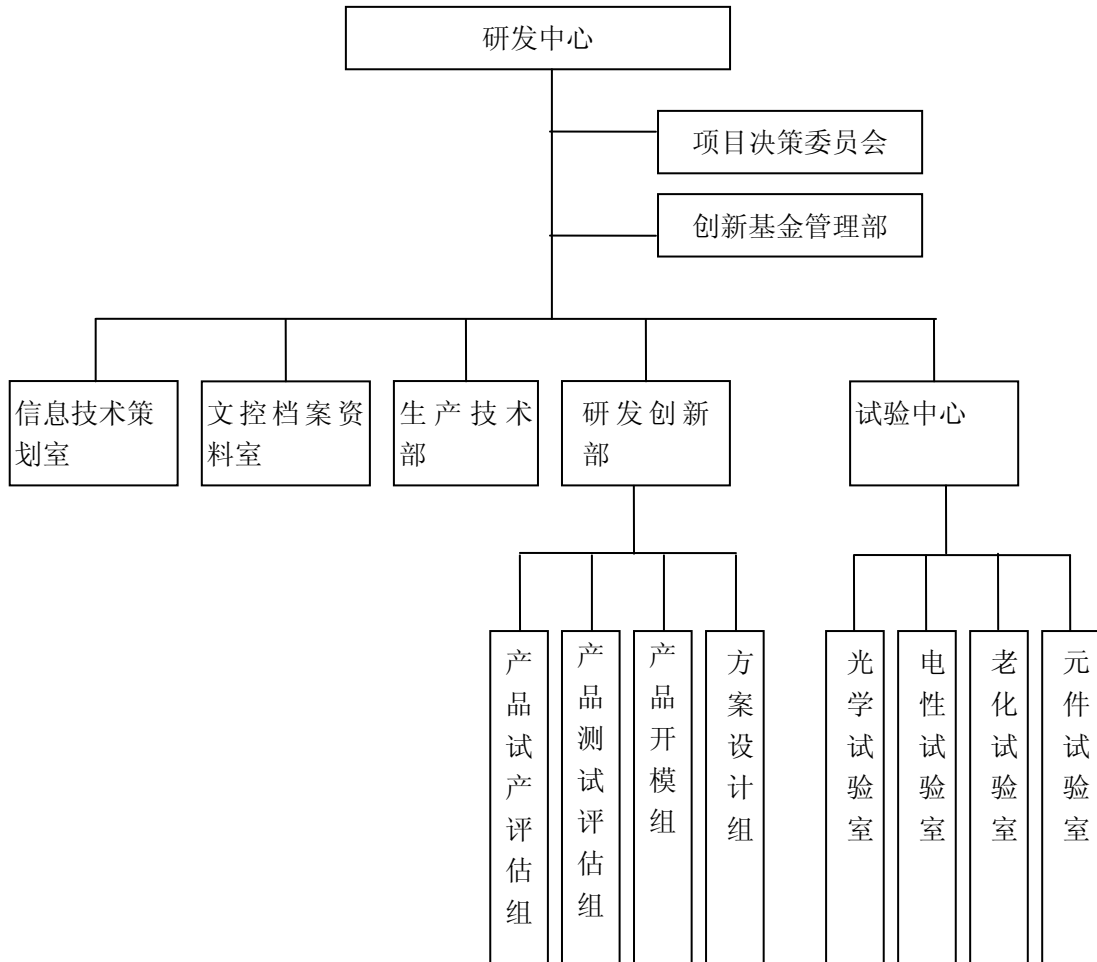 研发中心
项目决策委员会
创新基金管理部
信息技术策
划室
文控档案资
料室
生产技术
部
研发创新
部
试验中心
产品试产评估组
产品测试评估组
产品开模组
方案设计组
光学试验室
电性试验室
老化试验室
元件试验室